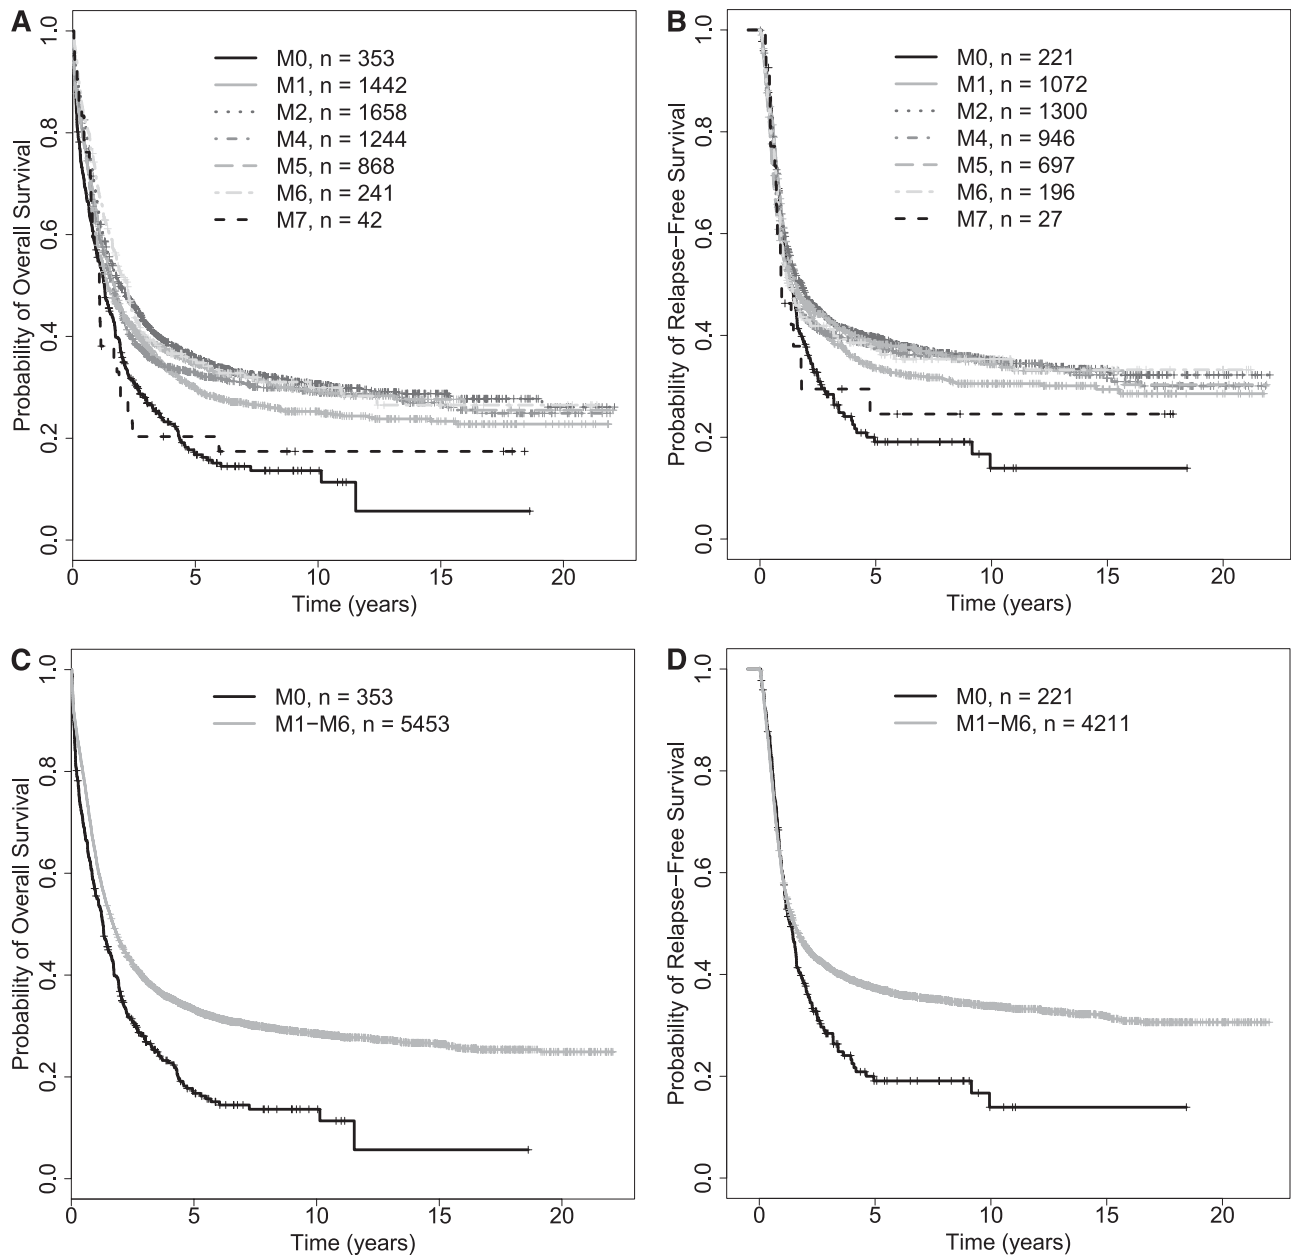 A
Probability of Overall Survival
1.0
0.8
0.6
0.4
0.2
0.0
M0, n = 353
M1, n = 1442
M2, n = 1658
M4, n = 1244
M5, n = 868
M6, n = 241
M7, n = 42
0 5 10 15 20
Time (years)
B
Probability of Relapse−Free Survival
1.0
0.8
0.6
0.4
0.2
0.0
M0, n = 221
M1, n = 1072
M2, n = 1300
M4, n = 946
M5, n = 697
M6, n = 196
M7, n = 27
0 5 10 15 20
Time (years)
C
Probability of Overall Survival
1.0
0.8
0.6
0.4
0.2
0.0
M0, n = 353
M1−M6, n = 5453
0 5 10 15 20
Time (years)
D
Probability of Relapse−Free Survival
1.0
0.8
0.6
0.4
0.2
0.0
M0, n = 221
M1−M6, n = 4211
0 5 10 15 20
Time (years)